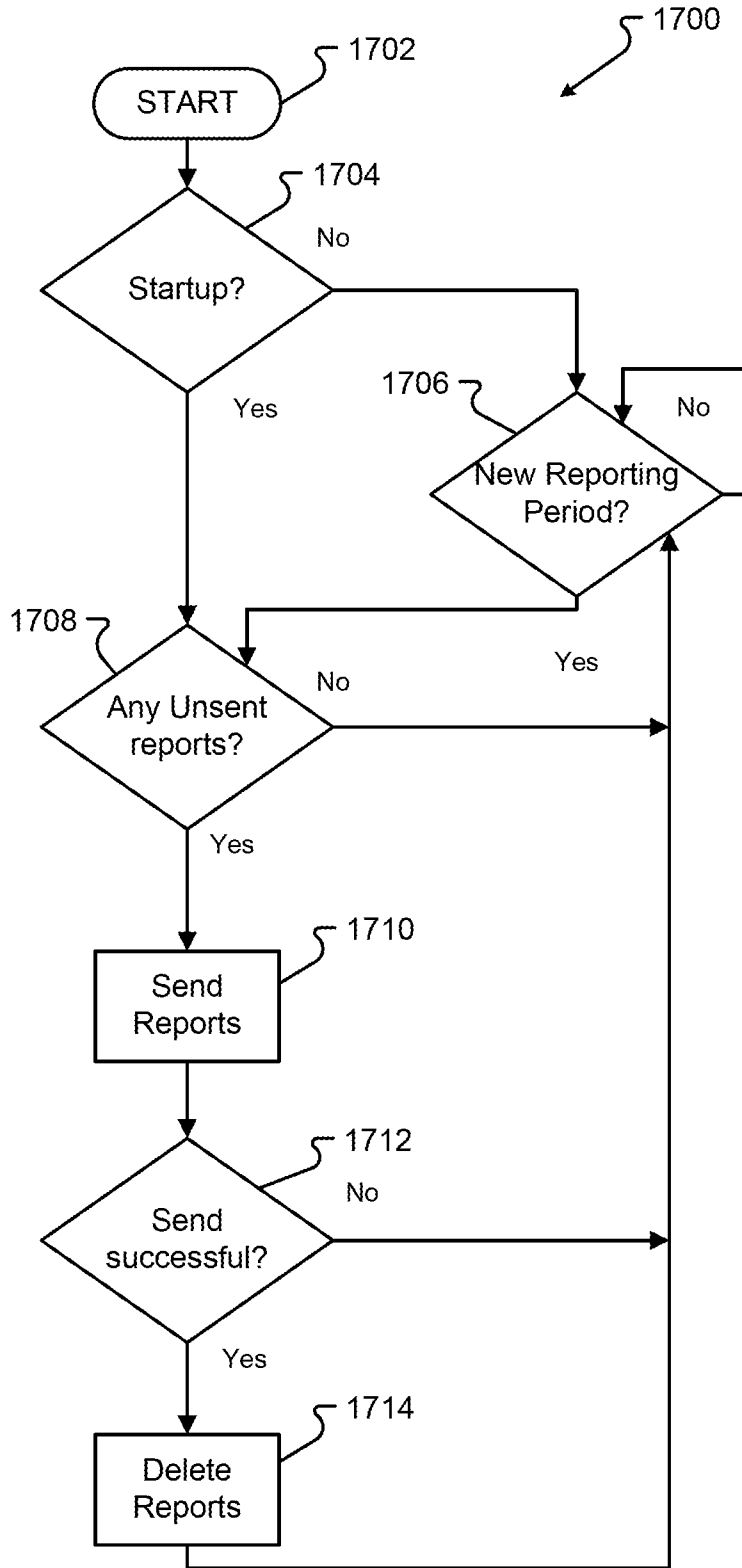 1700
1702
START
1704
No
Startup?
1706
No
Yes
New Reporting
Period?
1708
No
Yes
Any Unsent
reports?
Yes
1710
Send
Reports
1712
No
Send
successful?
Yes
1714
Delete
Reports